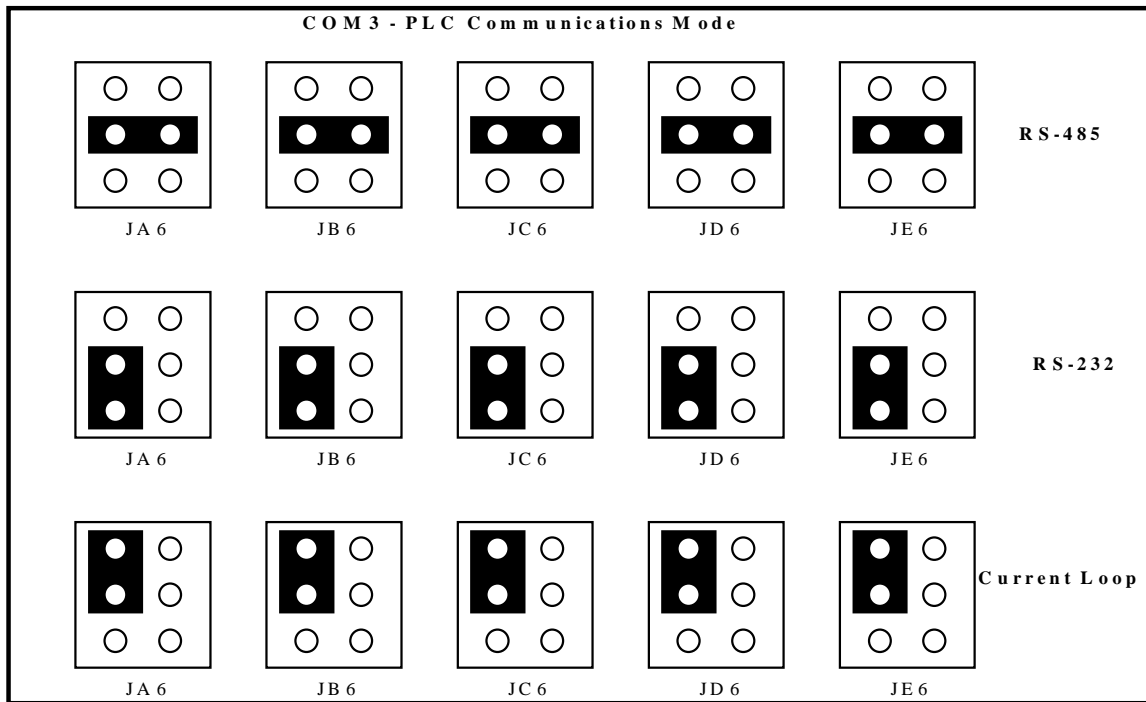 COM3 - PLC Communications Mode
RS-485
JA6 JB6 JC6 JD6 JE6
RS-232
JA6 JB6 JC6 JD6 JE6
Current Loop
JA6 JB6 JC6 JD6 JE6